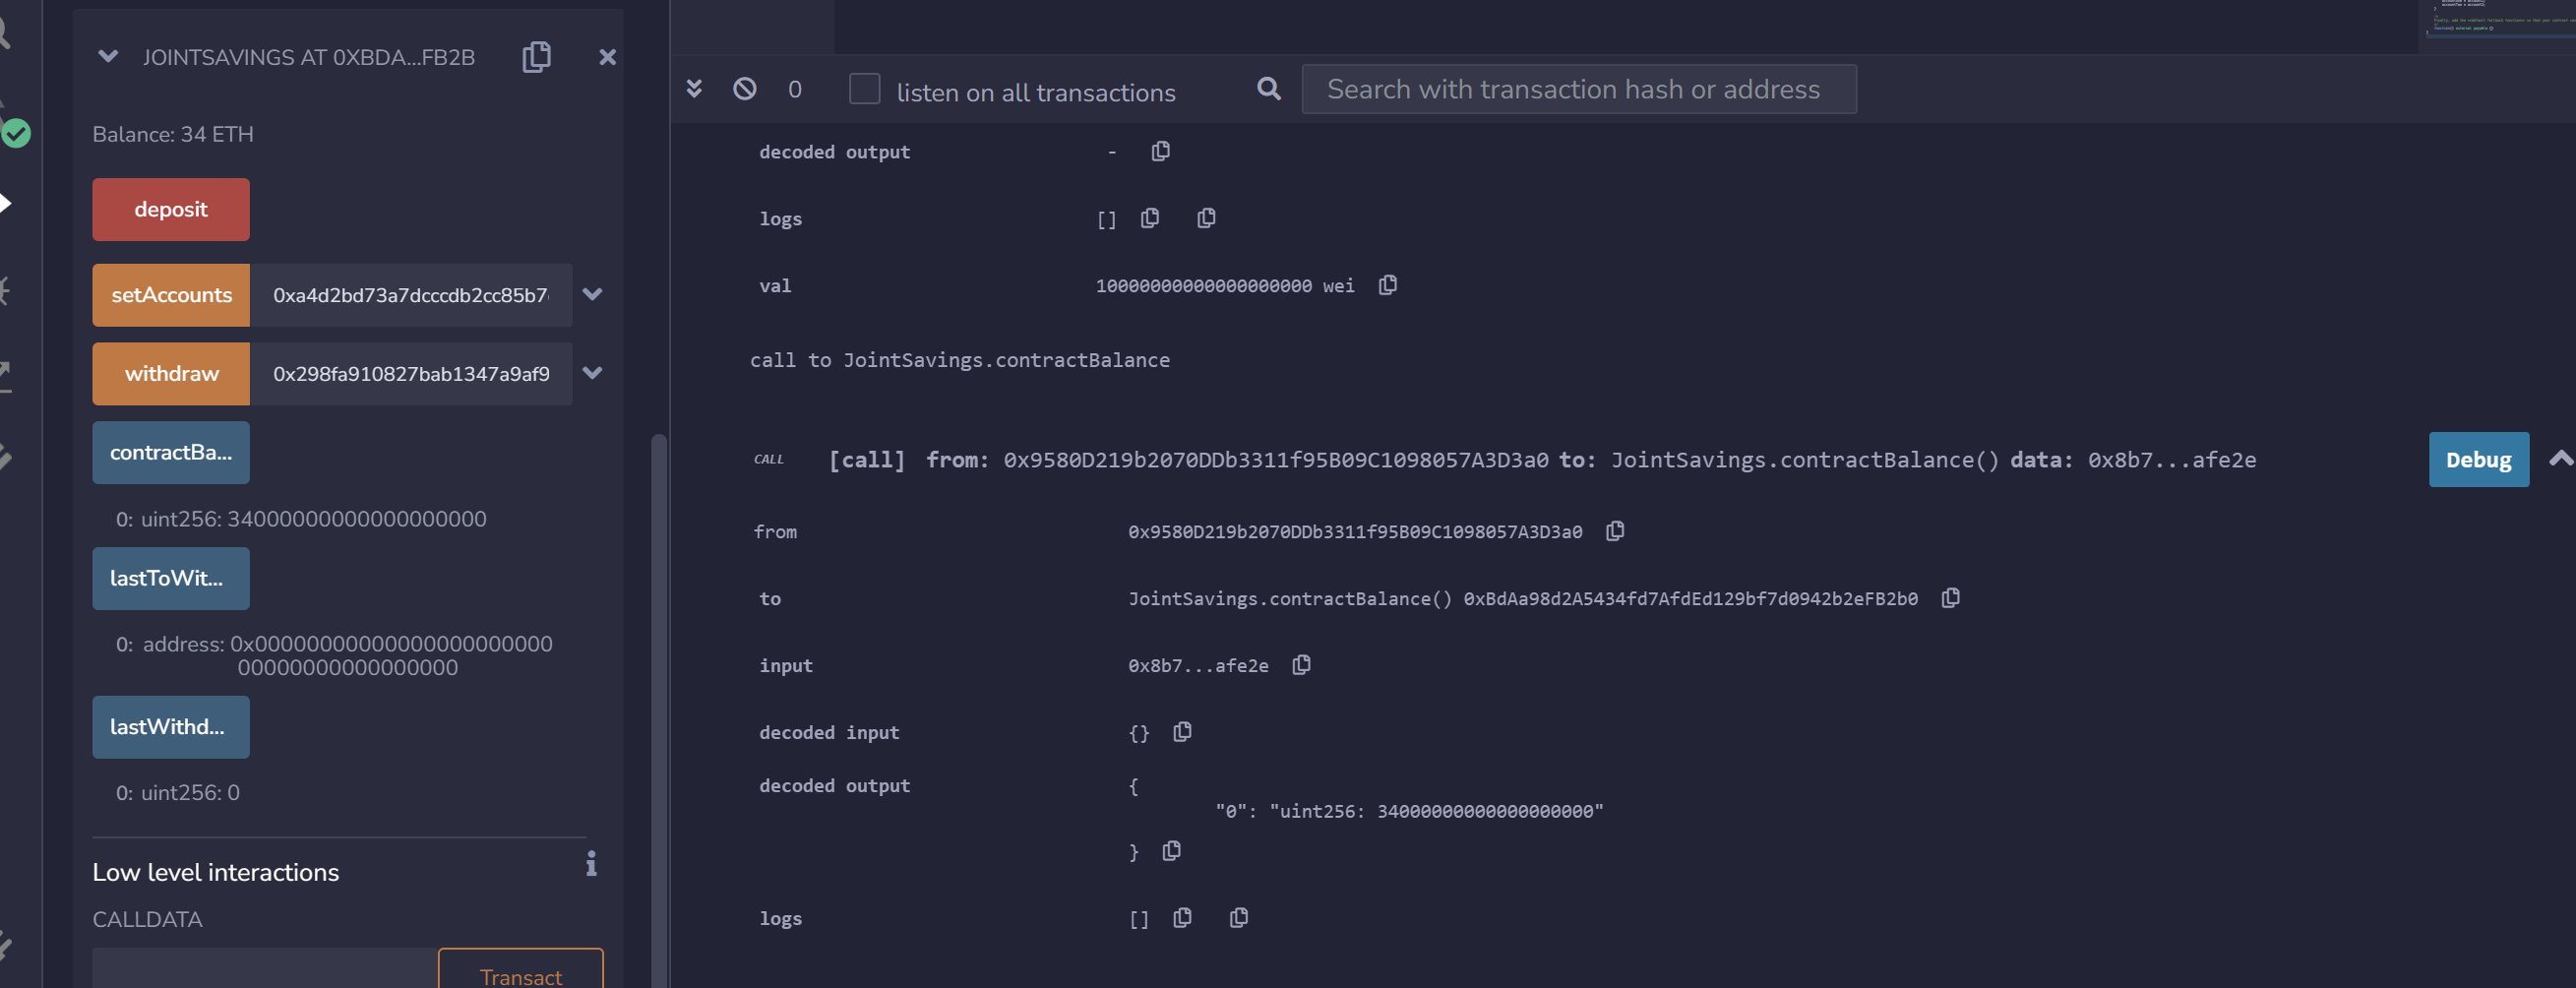 JOINTSAVINGS AT 0XBDA...FB2B
Balance: 34 ETH
deposit
setAccounts 0xa4d2bd73a7dcccdb2cc85b7
withdraw 0x298fa910827bab1347a9af9
contractBa...
0: uint256: 34000000000000000000
lastToWit...
0: address: 0x00000000000000000000000
00000000000000000
lastWithd...
0: uint256: 0
Low level interactions
CALLDATA
Transact
0 listen on all transactions Search with transaction hash or address
decoded output -
logs []
val 10000000000000000000 wei
call to JointSavings.contractBalance
CALL [call] from: 0x9580D219b2070DDb3311f95B09C1098057A3D3a0 to: JointSavings.contractBalance() data: 0x8b7...afe2e Debug
from 0x9580D219b2070DDb3311f95B09C1098057A3D3a0
to JointSavings.contractBalance() 0xBdAa98d2A5434fd7AfdEd129bf7d0942b2eFB2b0
input 0x8b7...afe2e
decoded input {}
decoded output {
"0": "uint256: 34000000000000000000"
}
logs []